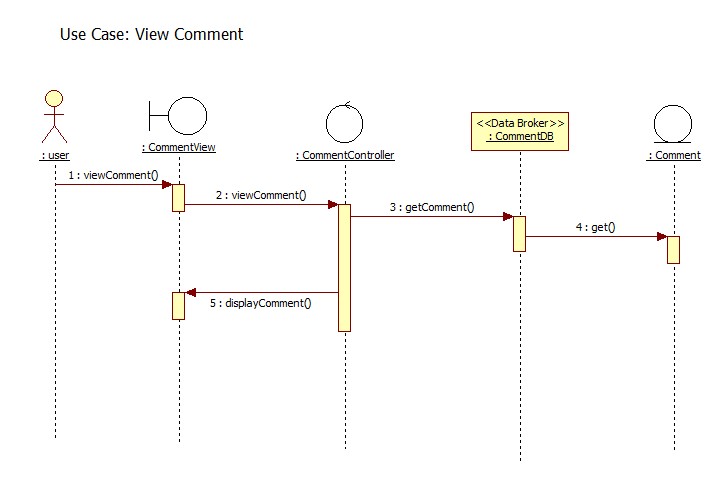 Use Case: View Comment
: user
: CommentView
: CommentController
<<Data Broker>>
: CommentDB
: Comment
1 : viewComment()
2 : viewComment()
3 : getComment()
4 : get()
5 : displayComment()